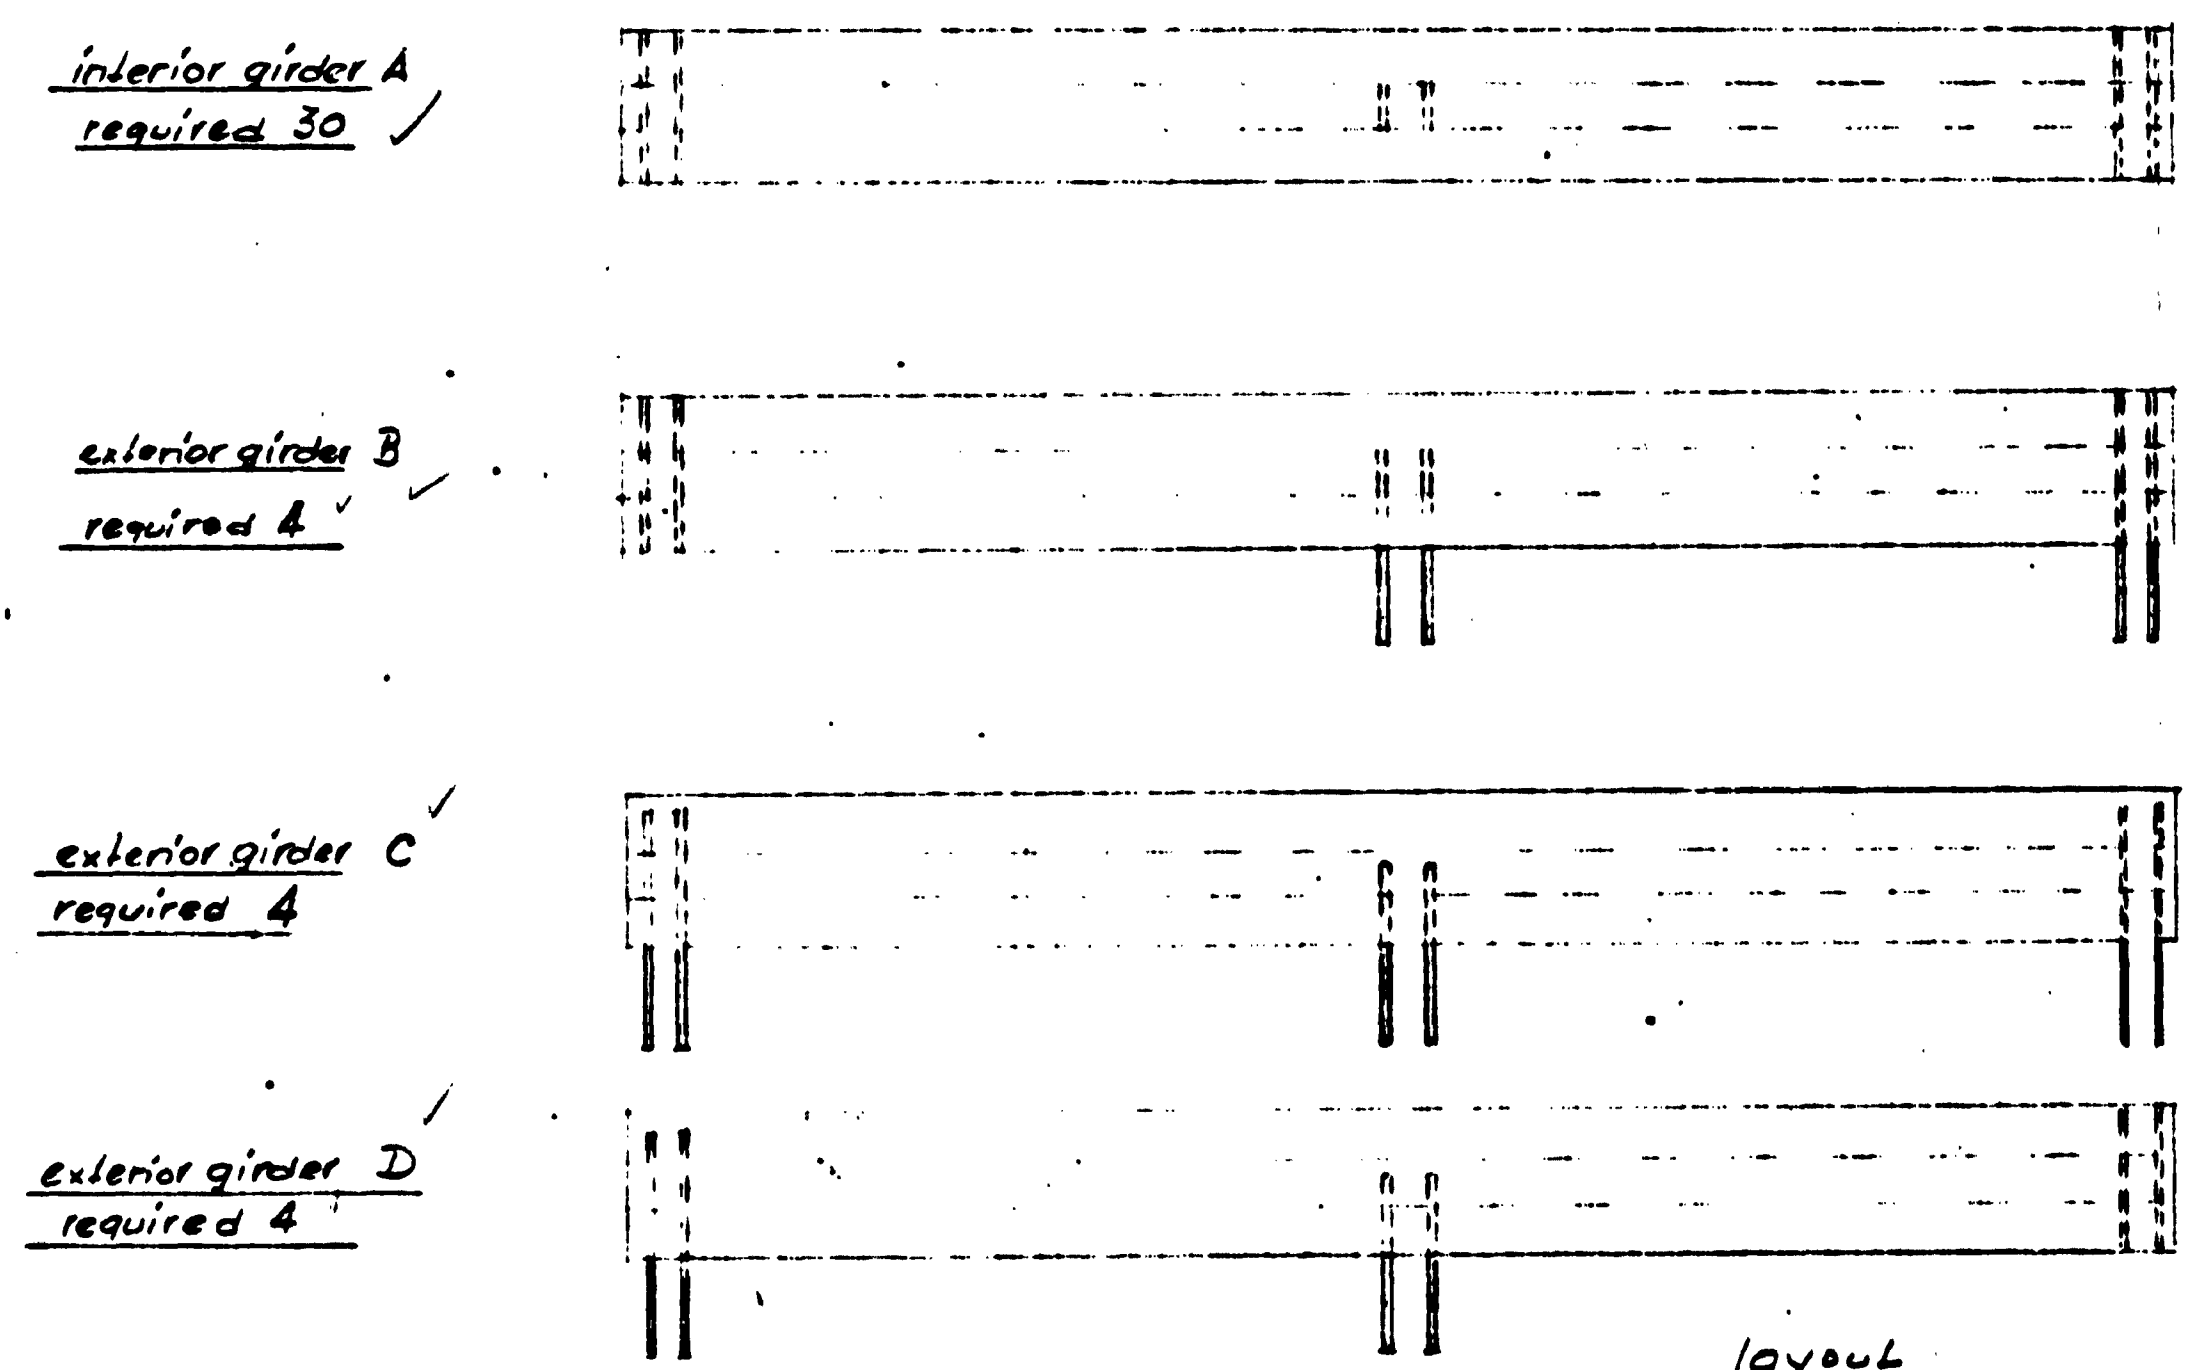 interior girder A
required 30
exterior girder B
required 4
exterior girder C
required 4
exterior girder D
required 4
layout